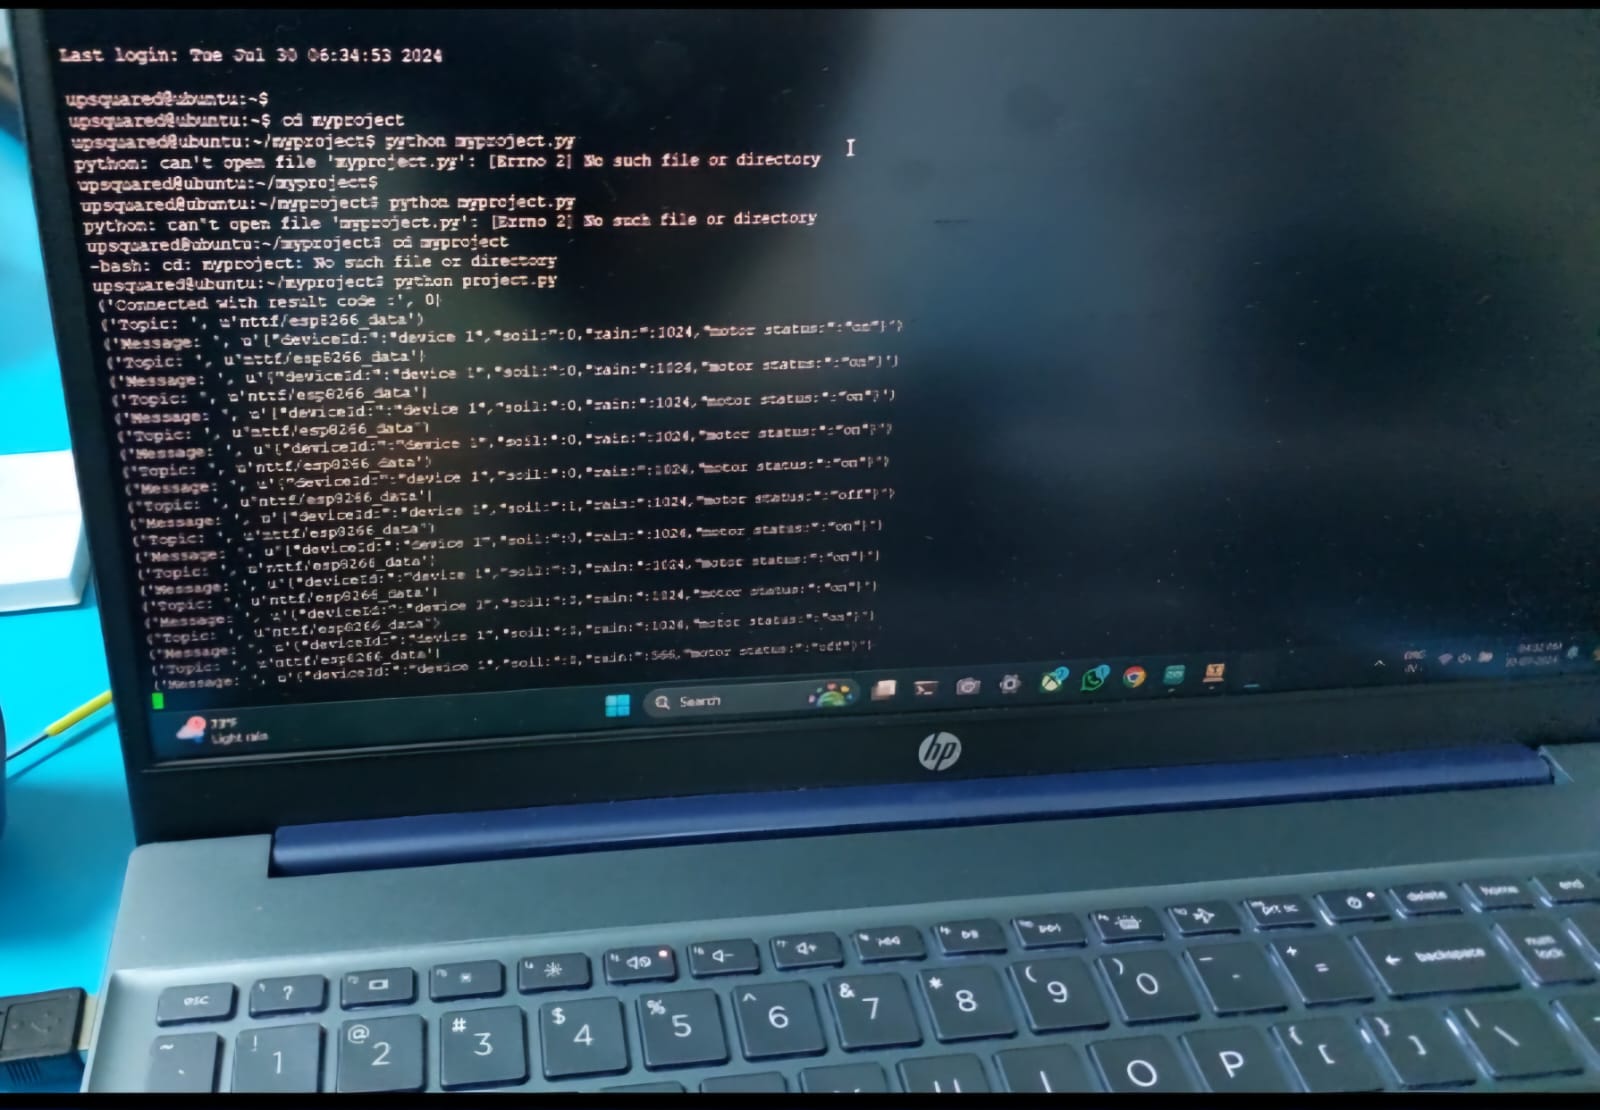 Last login: Tue Jul 30 06:34:53 2024
upsquared@ubuntu:~$
upsquared@ubuntu:~$ cd myproject
upsquared@ubuntu:~/myproject$ python myproject.py
python: can't open file 'myproject.py': [Errno 2] No such file or directory
upsquared@ubuntu:~/myproject$
upsquared@ubuntu:~/myproject$ python myproject.py
python: can't open file 'myproject.py': [Errno 2] No such file or directory
upsquared@ubuntu:~/myproject$ cd myproject
-bash: cd: myproject: No such file or directory
upsquared@ubuntu:~/myproject$ python project.py
('Connected with result code :', 0)
('Topic: ', u'nttf/esp8266_data')
('Message: ', u'{"deviceId:":"device 1","soil:":0,"rain:":1024,"motor status:":"on"}')
('Topic: ', u'nttf/esp8266_data')
('Message: ', u'{"deviceId:":"device 1","soil:":0,"rain:":1024,"motor status:":"on"}')
('Topic: ', u'nttf/esp8266_data')
('Message: ', u'{"deviceId:":"device 1","soil:":0,"rain:":1024,"motor status:":"on"}')
('Topic: ', u'nttf/esp8266_data')
('Message: ', u'{"deviceId:":"device 1","soil:":0,"rain:":1024,"motor status:":"on"}')
('Topic: ', u'nttf/esp8266_data')
('Message: ', u'{"deviceId:":"device 1","soil:":0,"rain:":1024,"motor status:":"on"}')
('Topic: ', u'nttf/esp8266_data')
('Message: ', u'{"deviceId:":"device 1","soil:":1,"rain:":1024,"motor status:":"off"}')
('Topic: ', u'nttf/esp8266_data')
('Message: ', u'{"deviceId:":"device 1","soil:":0,"rain:":1024,"motor status:":"on"}')
('Topic: ', u'nttf/esp8266_data')
('Message: ', u'{"deviceId:":"device 1","soil:":0,"rain:":1024,"motor status:":"on"}')
('Topic: ', u'nttf/esp8266_data')
('Message: ', u'{"deviceId:":"device 1","soil:":0,"rain:":1024,"motor status:":"on"}')
('Topic: ', u'nttf/esp8266_data')
('Message: ', u'{"deviceId:":"device 1","soil:":0,"rain:":1024,"motor status:":"on"}')
('Topic: ', u'nttf/esp8266_data')
('Message: ', u'{"deviceId:":"device 1","soil:":0,"rain:":566,"motor status:":"off"}')
73°F
Light rain
Search
hp
esc ? delete home end
~ ` ! 1 @ 2 # 3 $ 4 % 5 ^ 6 & 7 * 8 ( 9 ) 0 _ - + = backspace num lock
U I O P { [ } ] | \